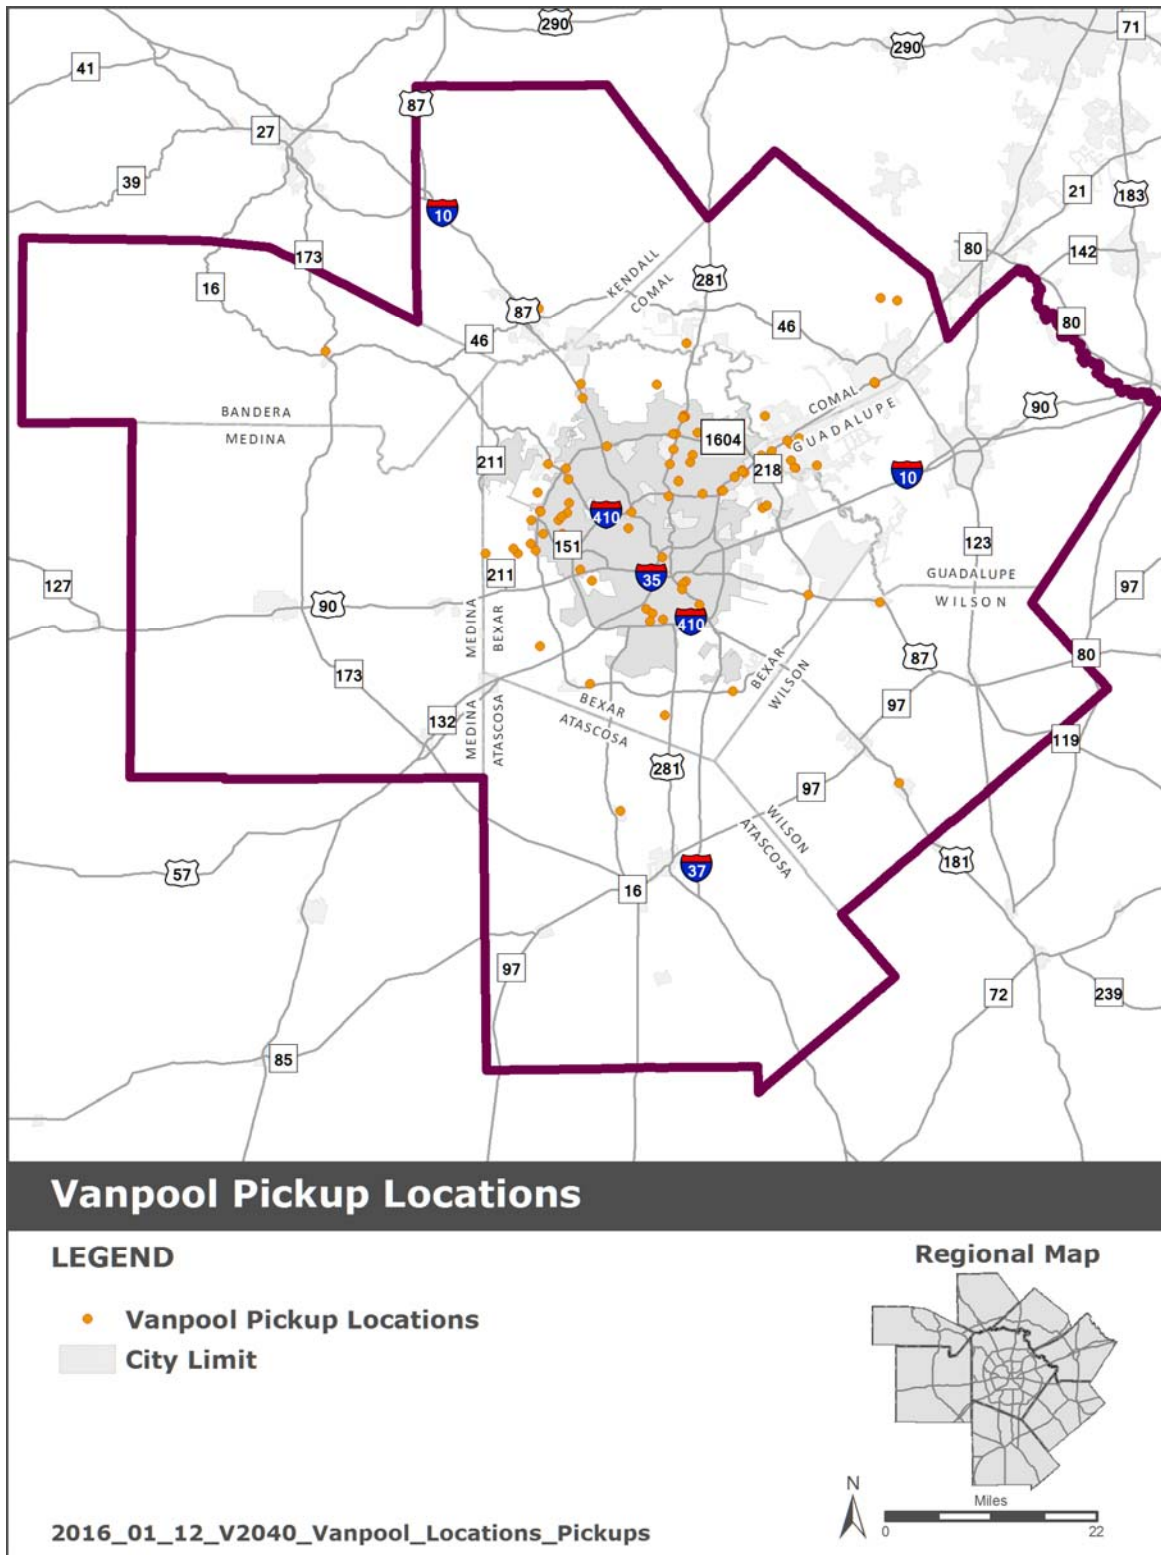 290
71
290
41
87
27
39
21
183
10
80
142
173
16
KENDALL
COMAL
281
87
80
46
46
BANDERA
MEDINA
COMAL
GUADALUPE
90
1604
211
218
10
410
151
123
211
35
GUADALUPE
WILSON
127
97
90
MEDINA
BEXAR
410
BEXAR
WILSON
87
80
173
97
132
MEDINA
ATASCOSA
BEXAR
ATASCOSA
119
281
97
WILSON
ATASCOSA
57
37
181
16
97
72
239
85
Vanpool Pickup Locations
LEGEND
Vanpool Pickup Locations
City Limit
Regional Map
N
Miles
0 22
2016_01_12_V2040_Vanpool_Locations_Pickups